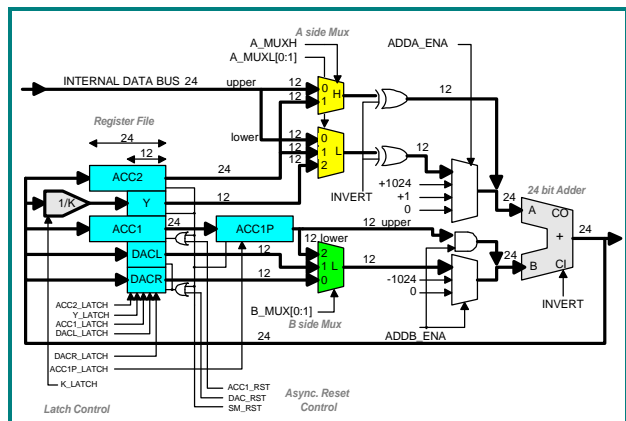 A side Mux
A_MUXH
ADDA_ENA
A_MUXL[0:1]
INTERNAL DATA BUS 24
upper
12
0
H
1
12
12
12
Register File
24
12
lower
12
0
1 L
2
12
12
ACC2
24
+1024
+1
0
INVERT
24 bit Adder
1/K
Y
12
24
A
CO
ACC1
24
ACC1P
12 upper
+
24
DACL
12
12 lower
2
1 L
0
12
24
B
CI
DACR
12
-1024
0
INVERT
B_MUX[0:1]
B side Mux
ADDB_ENA
24
ACC2_LATCH
Y_LATCH
ACC1_LATCH
DACL_LATCH
DACR_LATCH
ACC1P_LATCH
K_LATCH
ACC1_RST
DAC_RST
SM_RST
Latch Control
Async. Reset
Control